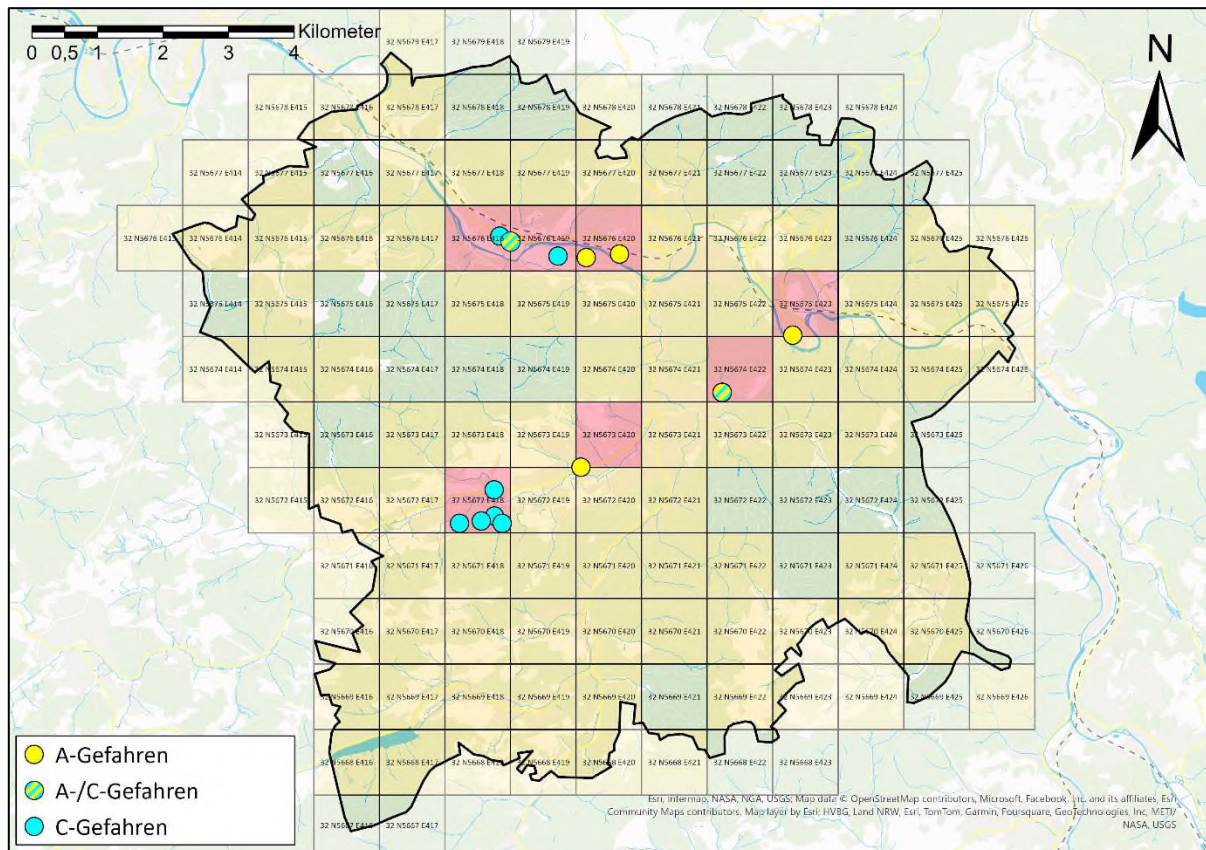 Kilometer
0 0,5 1 2 3 4
N
32 N5679 E417 32 N5679 E418 32 N5679 E419
32 N5678 E415 32 N5678 E416 32 N5678 E417 32 N5678 E418 32 N5678 E419 32 N5678 E420 32 N5678 E421 32 N5678 E422 32 N5678 E423 32 N5678 E424
32 N5677 E414 32 N5677 E415 32 N5677 E416 32 N5677 E417 32 N5677 E418 32 N5677 E419 32 N5677 E420 32 N5677 E421 32 N5677 E422 32 N5677 E423 32 N5677 E424 32 N5677 E425
32 N5676 E413 32 N5676 E414 32 N5676 E415 32 N5676 E416 32 N5676 E417 32 N5676 E418 32 N5676 E419 32 N5676 E420 32 N5676 E421 32 N5676 E422 32 N5676 E423 32 N5676 E424 32 N5676 E425 32 N5676 E426
32 N5675 E414 32 N5675 E415 32 N5675 E416 32 N5675 E417 32 N5675 E418 32 N5675 E419 32 N5675 E420 32 N5675 E421 32 N5675 E422 32 N5675 E423 32 N5675 E424 32 N5675 E425 32 N5675 E426
32 N5674 E414 32 N5674 E415 32 N5674 E416 32 N5674 E417 32 N5674 E418 32 N5674 E419 32 N5674 E420 32 N5674 E421 32 N5674 E422 32 N5674 E423 32 N5674 E424 32 N5674 E425 32 N5674 E426
32 N5673 E415 32 N5673 E416 32 N5673 E417 32 N5673 E418 32 N5673 E419 32 N5673 E420 32 N5673 E421 32 N5673 E422 32 N5673 E423 32 N5673 E424 32 N5673 E425
32 N5672 E415 32 N5672 E416 32 N5672 E417 32 N5672 E418 32 N5672 E419 32 N5672 E420 32 N5672 E421 32 N5672 E422 32 N5672 E423 32 N5672 E424 32 N5672 E425
32 N5671 E416 32 N5671 E417 32 N5671 E418 32 N5671 E419 32 N5671 E420 32 N5671 E421 32 N5671 E422 32 N5671 E423 32 N5671 E424 32 N5671 E425 32 N5671 E426
32 N5670 E416 32 N5670 E417 32 N5670 E418 32 N5670 E419 32 N5670 E420 32 N5670 E421 32 N5670 E422 32 N5670 E423 32 N5670 E424 32 N5670 E425 32 N5670 E426
32 N5669 E416 32 N5669 E417 32 N5669 E418 32 N5669 E419 32 N5669 E420 32 N5669 E421 32 N5669 E422 32 N5669 E423 32 N5669 E424 32 N5669 E425 32 N5669 E426
32 N5668 E416 32 N5668 E417 32 N5668 E418 32 N5668 E419 32 N5668 E420 32 N5668 E421 32 N5668 E422 32 N5668 E423
32 N5667 E416 32 N5667 E417
A-Gefahren
A-/C-Gefahren
C-Gefahren
Esri, Intermap, NASA, NGA, USGS; Map data © OpenStreetMap contributors, Microsoft, Facebook, Inc. and its affiliates, Esri
Community Maps contributors, Map layer by Esri; HVBG, Land NRW, Esri, TomTom, Garmin, Foursquare, GeoTechnologies, Inc, METI/
NASA, USGS